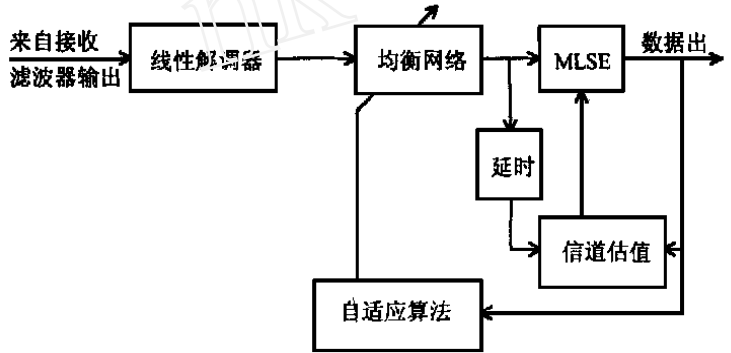 来自接收
滤波器输出
线性解调器
均衡网络
MLSE
数据出
延时
信道估值
自适应算法